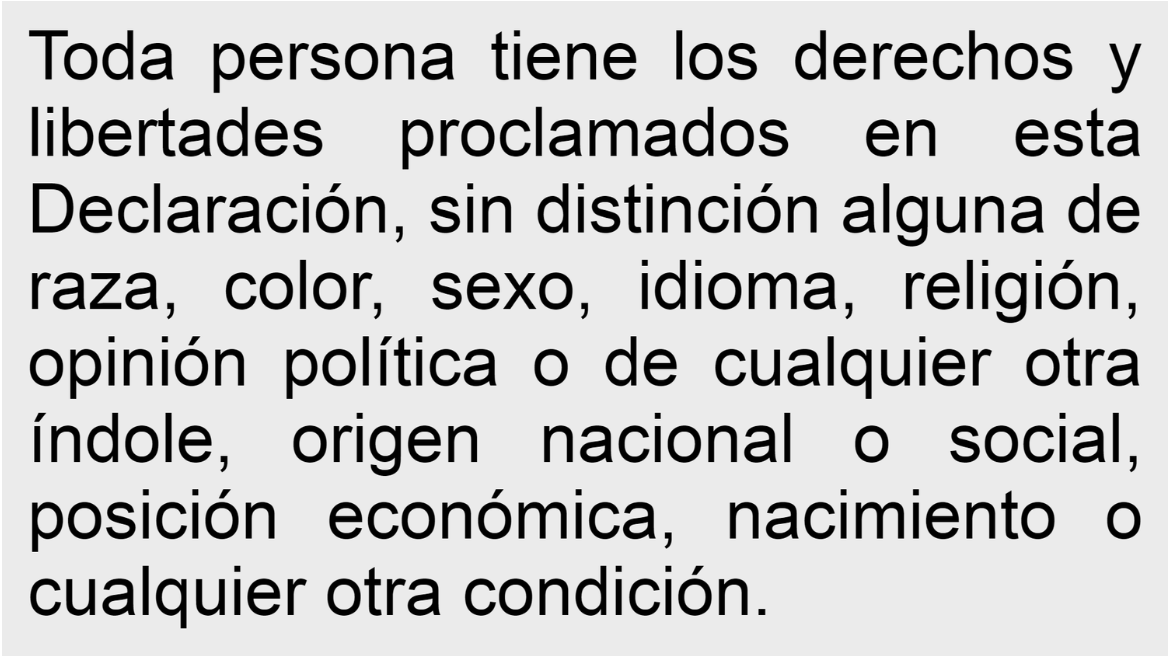 Toda persona tiene los derechos y
libertades proclamados en esta
Declaración, sin distinción alguna de
raza, color, sexo, idioma, religión,
opinión política o de cualquier otra
índole, origen nacional o social,
posición económica, nacimiento o
cualquier otra condición.